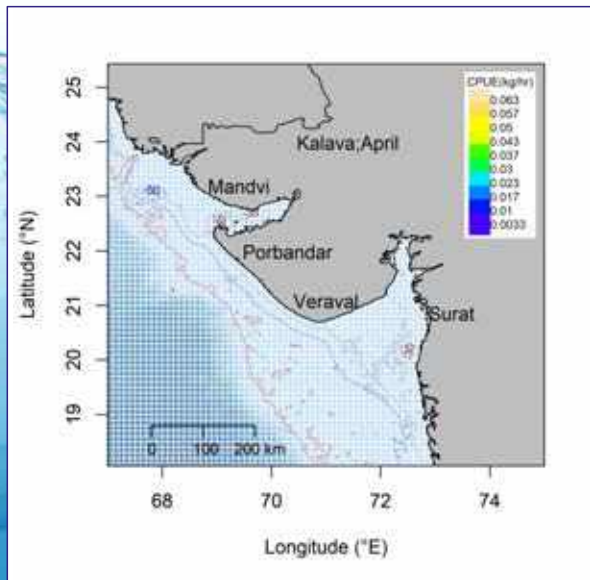 CPUE(kg/hr)
0.063
0.057
0.05
0.043
0.037
0.03
0.023
0.017
0.01
0.0033
Kalava;April
Mandvi
Porbandar
Veraval
Surat
0 100 200 km
25
24
23
22
21
20
19
Latitude (°N)
68 70 72 74
Longitude (°E)